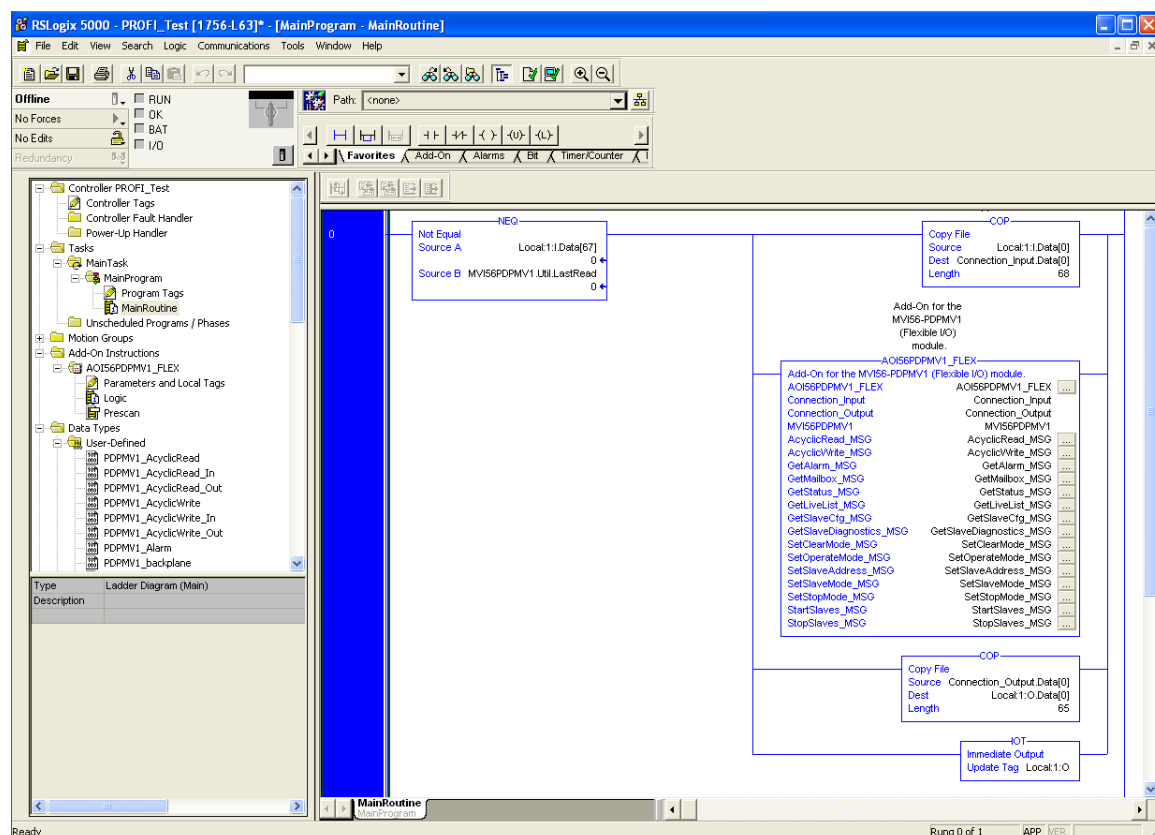 RSLogix 5000 - PROFI_Test [1756-L63]* - [MainProgram - MainRoutine]
File Edit View Search Logic Communications Tools Window Help
Offline
RUN
No Forces
OK
No Edits
BAT
Redundancy
I/O
Path: <none>
Favorites Add-On Alarms Bit Timer/Counter
Controller PROFI_Test
Controller Tags
Controller Fault Handler
Power-Up Handler
Tasks
MainTask
MainProgram
Program Tags
MainRoutine
Unscheduled Programs / Phases
Motion Groups
Add-On Instructions
AOI56PDPMV1_FLEX
Parameters and Local Tags
Logic
Prescan
Data Types
User-Defined
PDPMV1_AcyclicRead
PDPMV1_AcyclicRead_In
PDPMV1_AcyclicRead_Out
PDPMV1_AcyclicWrite
PDPMV1_AcyclicWrite_In
PDPMV1_AcyclicWrite_Out
PDPMV1_Alarm
PDPMV1_backplane
Type Ladder Diagram (Main)
Description
0
NEQ
Not Equal
Source A Local:1:I.Data[67]
0
Source B MVI56PDPMV1.Util.LastRead
0
COP
Copy File
Source Local:1:I.Data[0]
Dest Connection_Input.Data[0]
Length 68
Add-On for the
MVI56-PDPMV1
(Flexible I/O)
module.
AOI56PDPMV1_FLEX
Add-On for the MVI56-PDPMV1 (Flexible I/O) module.
AOI56PDPMV1_FLEX AOI56PDPMV1_FLEX ...
Connection_Input Connection_Input
Connection_Output Connection_Output
MVI56PDPMV1 MVI56PDPMV1
AcyclicRead_MSG AcyclicRead_MSG ...
AcyclicWrite_MSG AcyclicWrite_MSG ...
GetAlarm_MSG GetAlarm_MSG ...
GetMailbox_MSG GetMailbox_MSG ...
GetStatus_MSG GetStatus_MSG ...
GetLiveList_MSG GetLiveList_MSG ...
GetSlaveCfg_MSG GetSlaveCfg_MSG ...
GetSlaveDiagnostics_MSG GetSlaveDiagnostics_MSG ...
SetClearMode_MSG SetClearMode_MSG ...
SetOperateMode_MSG SetOperateMode_MSG ...
SetSlaveAddress_MSG SetSlaveAddress_MSG ...
SetSlaveMode_MSG SetSlaveMode_MSG ...
SetStopMode_MSG SetStopMode_MSG ...
StartSlaves_MSG StartSlaves_MSG ...
StopSlaves_MSG StopSlaves_MSG ...
COP
Copy File
Source Connection_Output.Data[0]
Dest Local:1:O.Data[0]
Length 65
IOT
Immediate Output
Update Tag Local:1:O
MainRoutine
MainProgram
Ready
Rung 0 of 1 APP VER